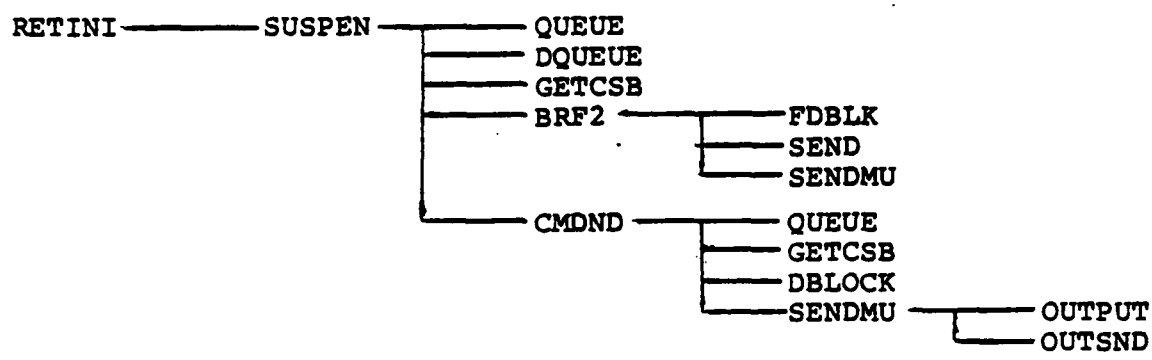 RETINI SUSPEN QUEUE
DQUEUE
GETCSB
BRF2 FDBLK
SEND
SENDMU
CMDND QUEUE
GETCSB
DBLOCK
SENDMU OUTPUT
OUTSND